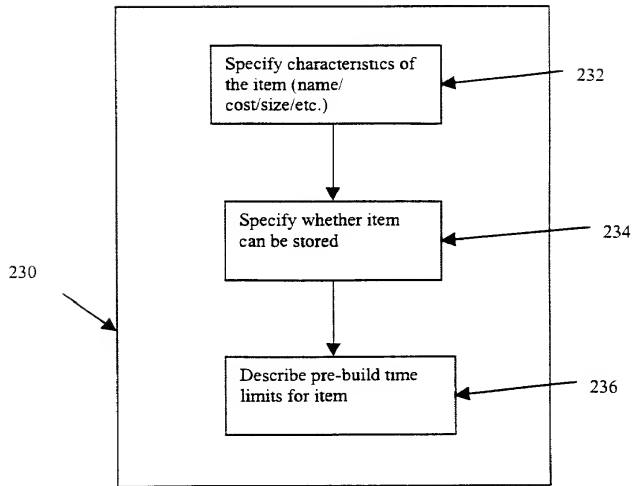 Specify characteristics of
the item (name/
cost/size/etc.)
232
Specify whether item
can be stored
234
230
Describe pre-build time
limits for item
236